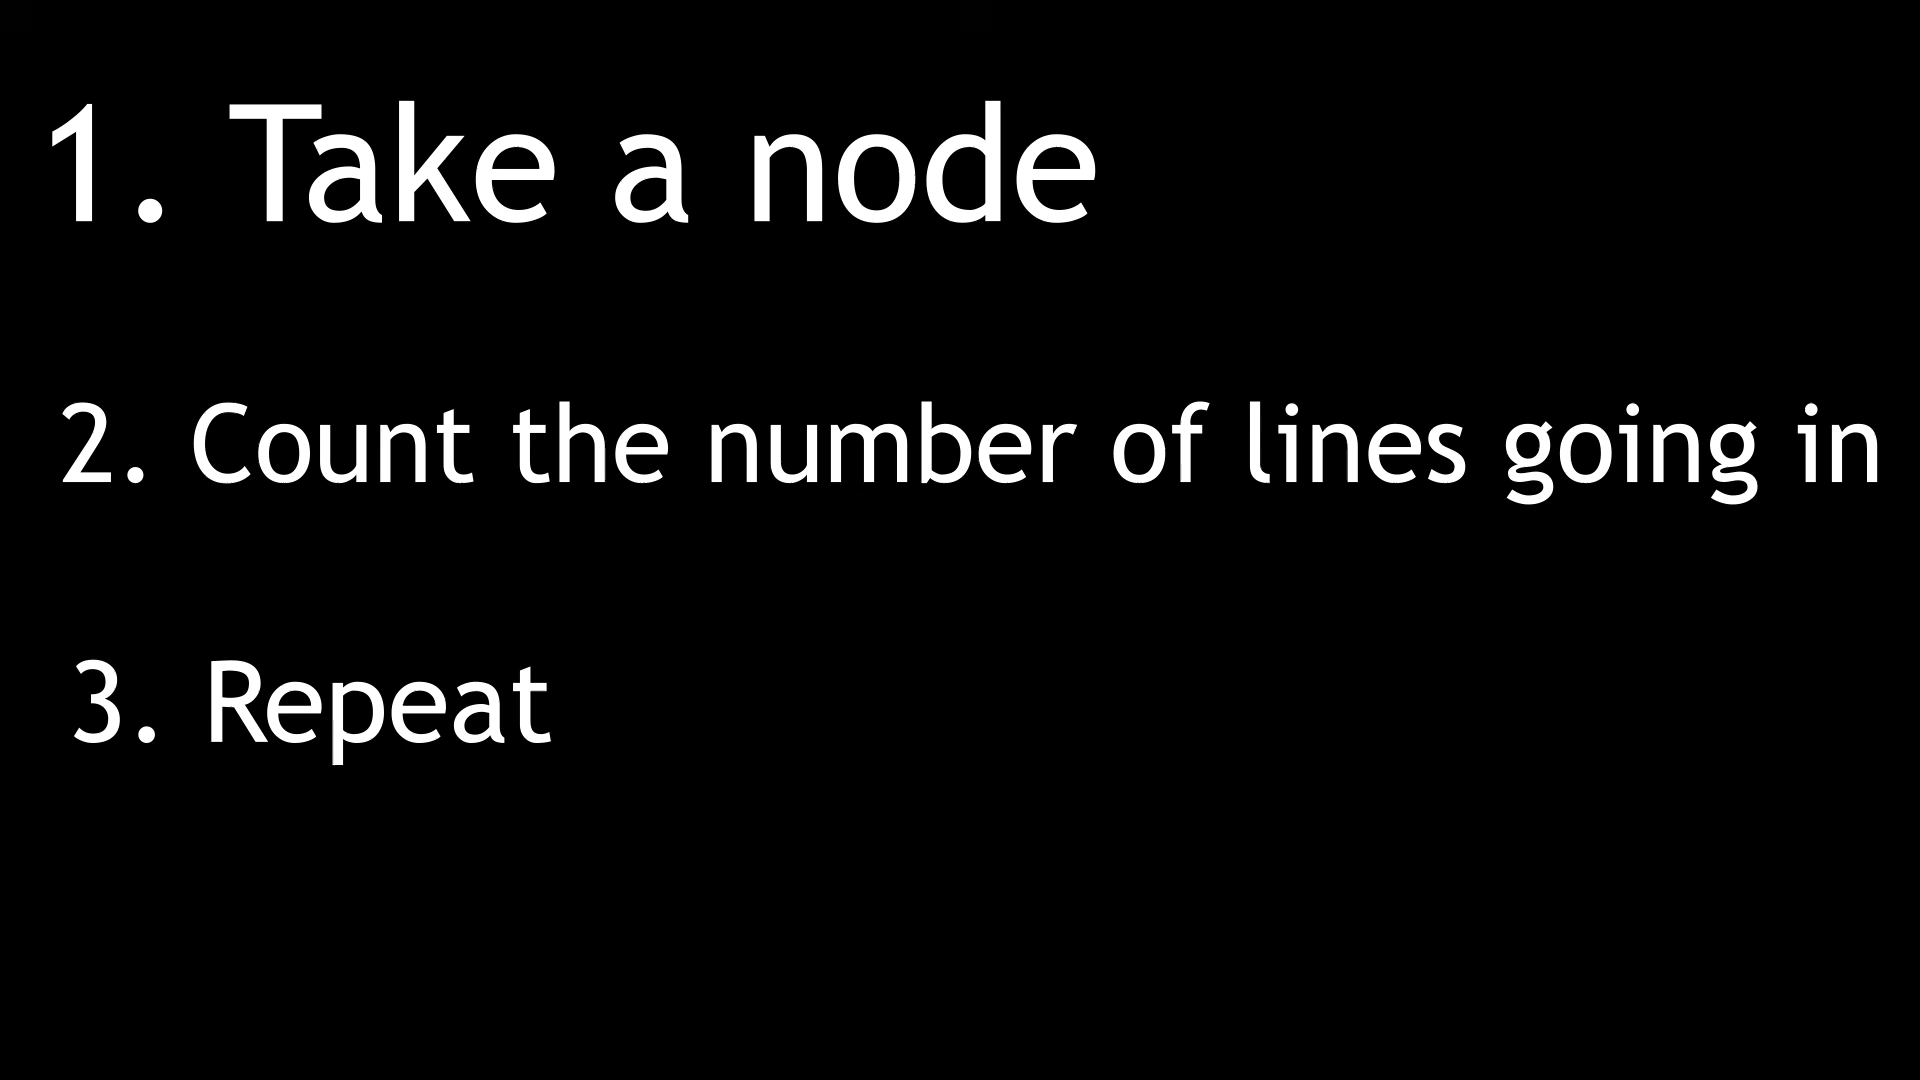 1. Take a node
2. Count the number of lines going in
3. Repeat